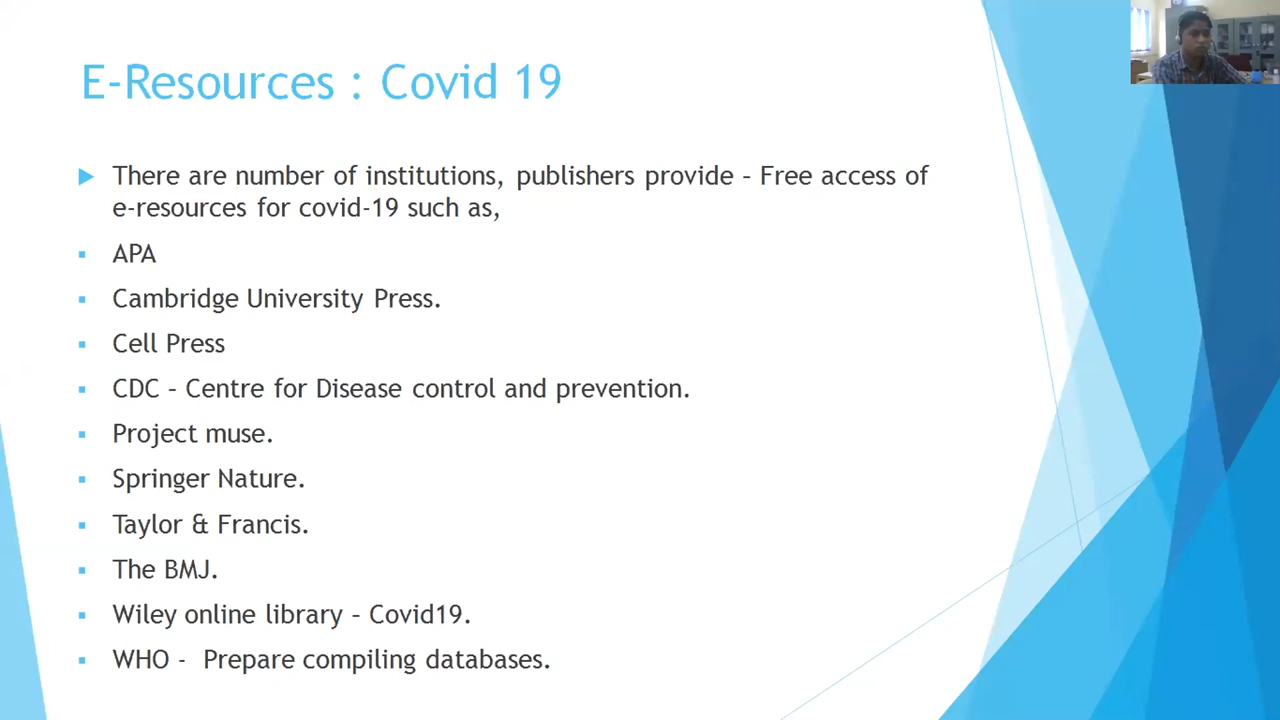 E-Resources : Covid 19
There are number of institutions, publishers provide – Free access of
e-resources for covid-19 such as,
APA
Cambridge University Press.
Cell Press
CDC – Centre for Disease control and prevention.
Project muse.
Springer Nature.
Taylor & Francis.
The BMJ.
Wiley online library – Covid19.
WHO - Prepare compiling databases.